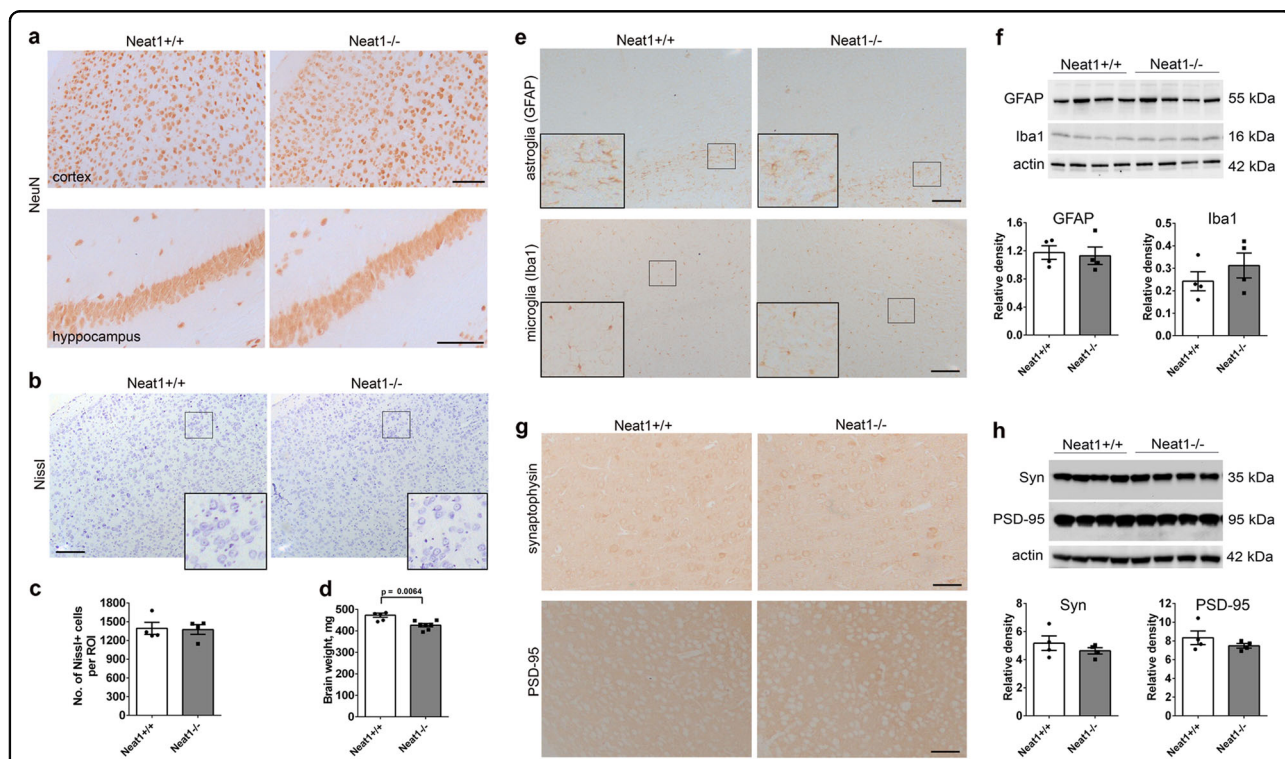 a
Neat1+/+ Neat1-/-
NeuN
cortex
hyppocampus
b
Neat1+/+ Neat1-/-
Nissl
c
No. of Nissl+ cells
per ROI
1800
1500
1200
900
600
300
0
Neat1+/+ Neat1-/-
d
p = 0.0064
Brain weight, mg
500
400
300
200
100
0
Neat1+/+ Neat1-/-
e
Neat1+/+ Neat1-/-
astroglia (GFAP)
microglia (Iba1)
f
Neat1+/+ Neat1-/-
GFAP 55 kDa
Iba1 16 kDa
actin 42 kDa
GFAP
Relative density
1.6
1.2
0.8
0.4
0.0
Neat1+/+ Neat1-/-
Iba1
Relative density
0.5
0.4
0.3
0.2
0.1
0.0
Neat1+/+ Neat1-/-
g
Neat1+/+ Neat1-/-
synaptophysin
PSD-95
h
Neat1+/+ Neat1-/-
Syn 35 kDa
PSD-95 95 kDa
actin 42 kDa
Syn
Relative density
8
6
4
2
0
Neat1+/+ Neat1-/-
PSD-95
Relative density
12
10
8
6
4
2
0
Neat1+/+ Neat1-/-